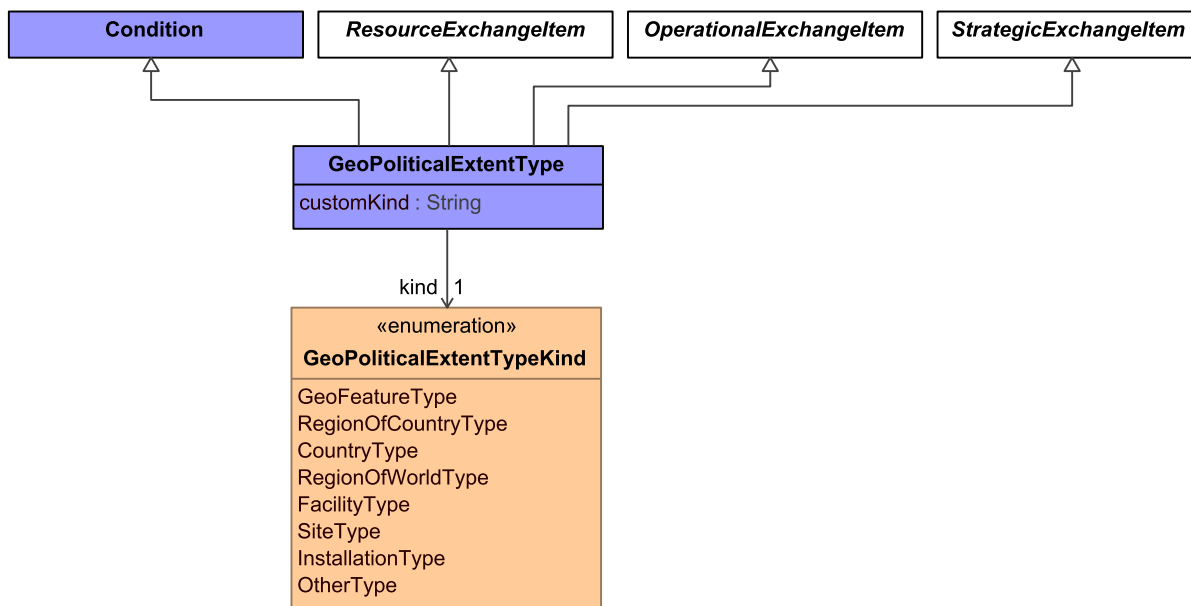 Condition
ResourceExchangeItem
OperationalExchangeItem
StrategicExchangeItem
GeoPoliticalExtentType
customKind : String
kind 1
«enumeration»
GeoPoliticalExtentTypeKind
GeoFeatureType
RegionOfCountryType
CountryType
RegionOfWorldType
FacilityType
SiteType
InstallationType
OtherType